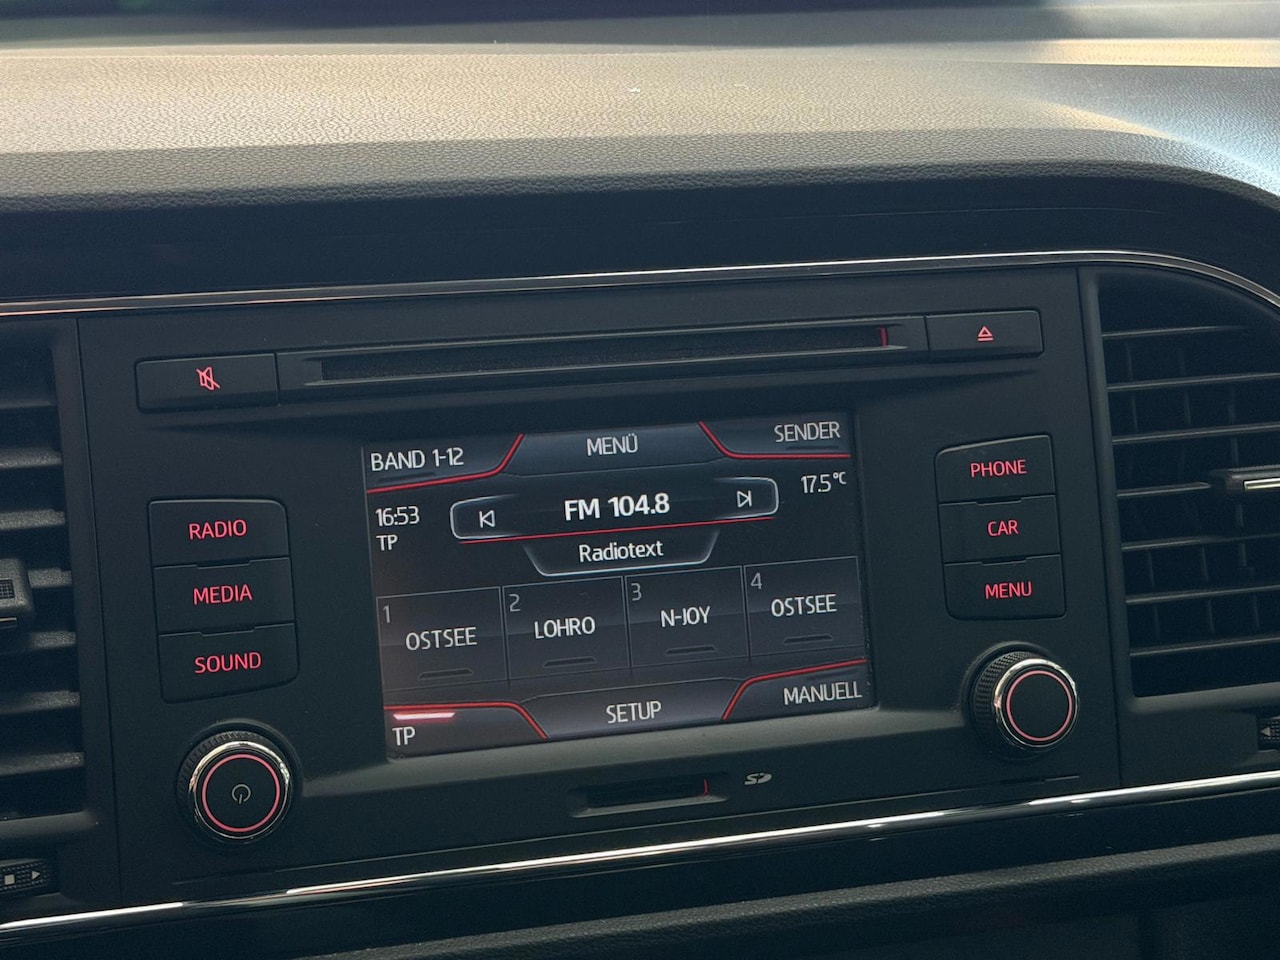 BAND 1-12
MENÜ
SENDER
16:53
FM 104.8
17.5°C
TP
Radiotext
1 OSTSEE
2 LOHRO
3 N-JOY
4 OSTSEE
TP
SETUP
MANUELL
RADIO
MEDIA
SOUND
PHONE
CAR
MENU
SD